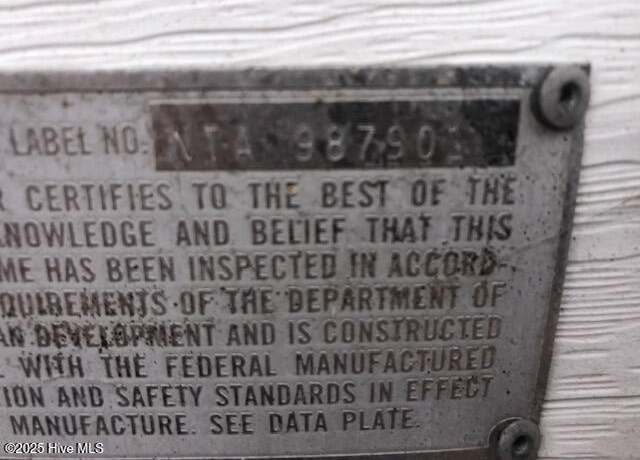 LABEL NO. NTA 987901
R CERTIFIES TO THE BEST OF THE
KNOWLEDGE AND BELIEF THAT THIS
ME HAS BEEN INSPECTED IN ACCORD-
QUIREMENTS OF THE DEPARTMENT OF
AN DEVELOPMENT AND IS CONSTRUCTED
WITH THE FEDERAL MANUFACTURED
TION AND SAFETY STANDARDS IN EFFECT
MANUFACTURE. SEE DATA PLATE.
©2025 Hive MLS